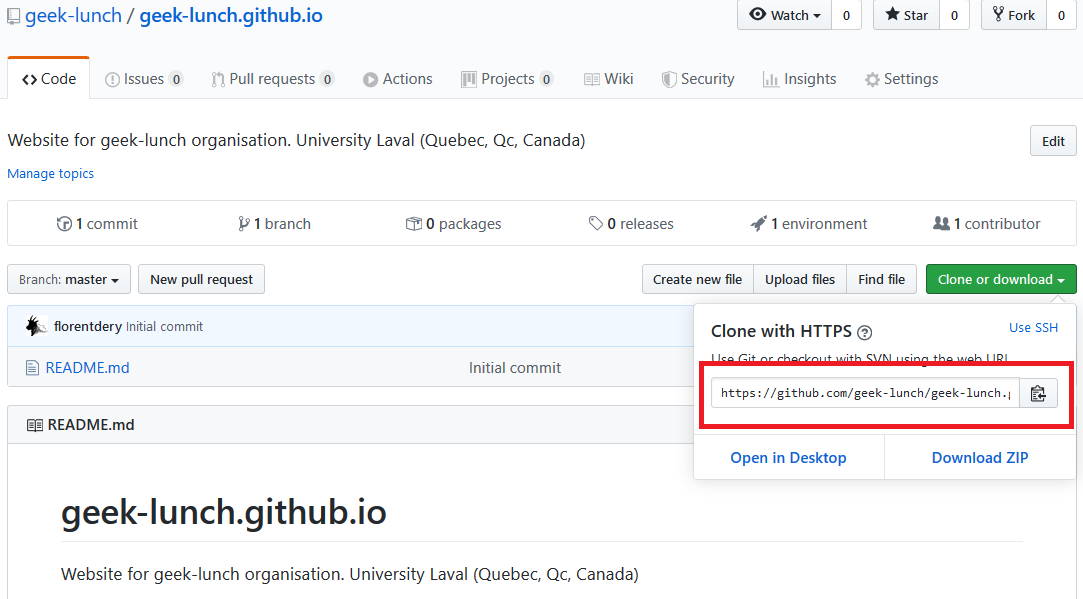 geek-lunch / geek-lunch.github.io
Watch 0 Star 0 Fork 0
Code Issues 0 Pull requests 0 Actions Projects 0 Wiki Security Insights Settings
Website for geek-lunch organisation. University Laval (Quebec, Qc, Canada) Edit
Manage topics
1 commit 1 branch 0 packages 0 releases 1 environment 1 contributor
Branch: master New pull request Create new file Upload files Find file Clone or download
florentdery Initial commit
README.md Initial commit
Clone with HTTPS ? Use SSH
Use Git or checkout with SVN using the web URL
https://github.com/geek-lunch/geek-lunch.g
Open in Desktop Download ZIP
README.md
geek-lunch.github.io
Website for geek-lunch organisation. University Laval (Quebec, Qc, Canada)